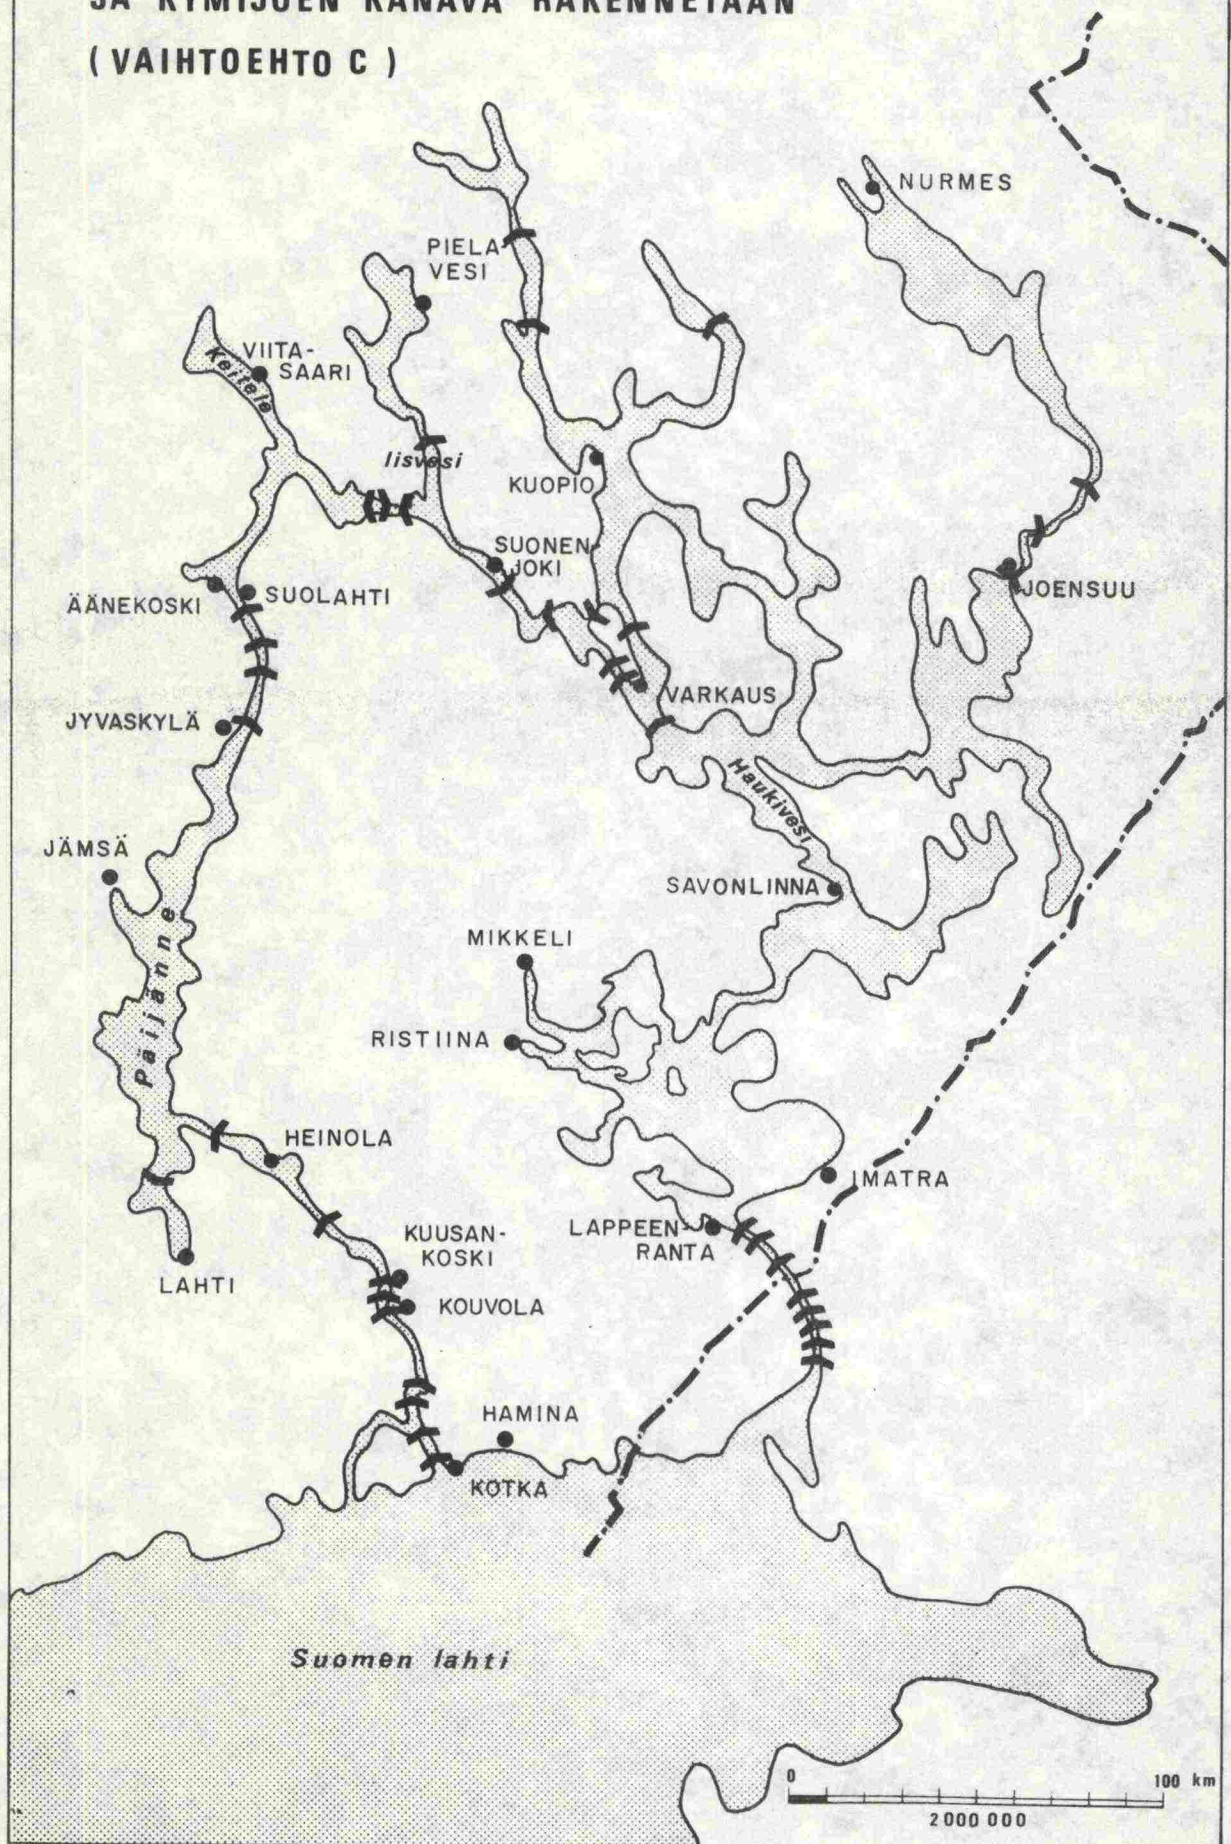 JA KYMIJOEN KANAVA RAKENNETAAN
(VAIHTOEHTO C)
NURMES
PIELA
VESI
VIITA-
SAARI
Keitele
Iisvesi
KUOPIO
SUONEN-
JOKI
JOENSUU
ÄÄNEKOSKI
SUOLAHTI
VARKAUS
JYVASKYLÄ
Haukivesi
JÄMSÄ
SAVONLINNA
MIKKELI
Päijänne
RISTIINA
HEINOLA
IMATRA
KUUSAN-
KOSKI
LAPPEEN-
RANTA
LAHTI
KOUVOLA
HAMINA
KOTKA
Suomen lahti
0
100 km
2000 000